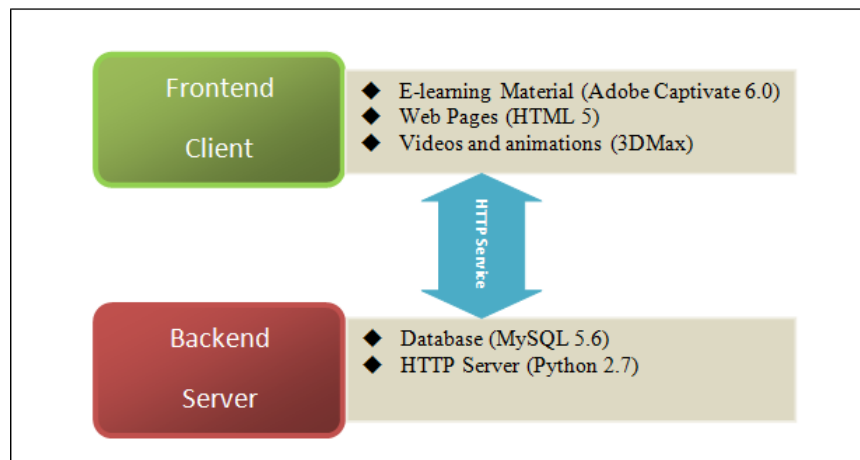 Frontend
Client
◆ E-learning Material (Adobe Captivate 6.0)
◆ Web Pages (HTML 5)
◆ Videos and animations (3DMax)
HTTP Service
Backend
Server
◆ Database (MySQL 5.6)
◆ HTTP Server (Python 2.7)